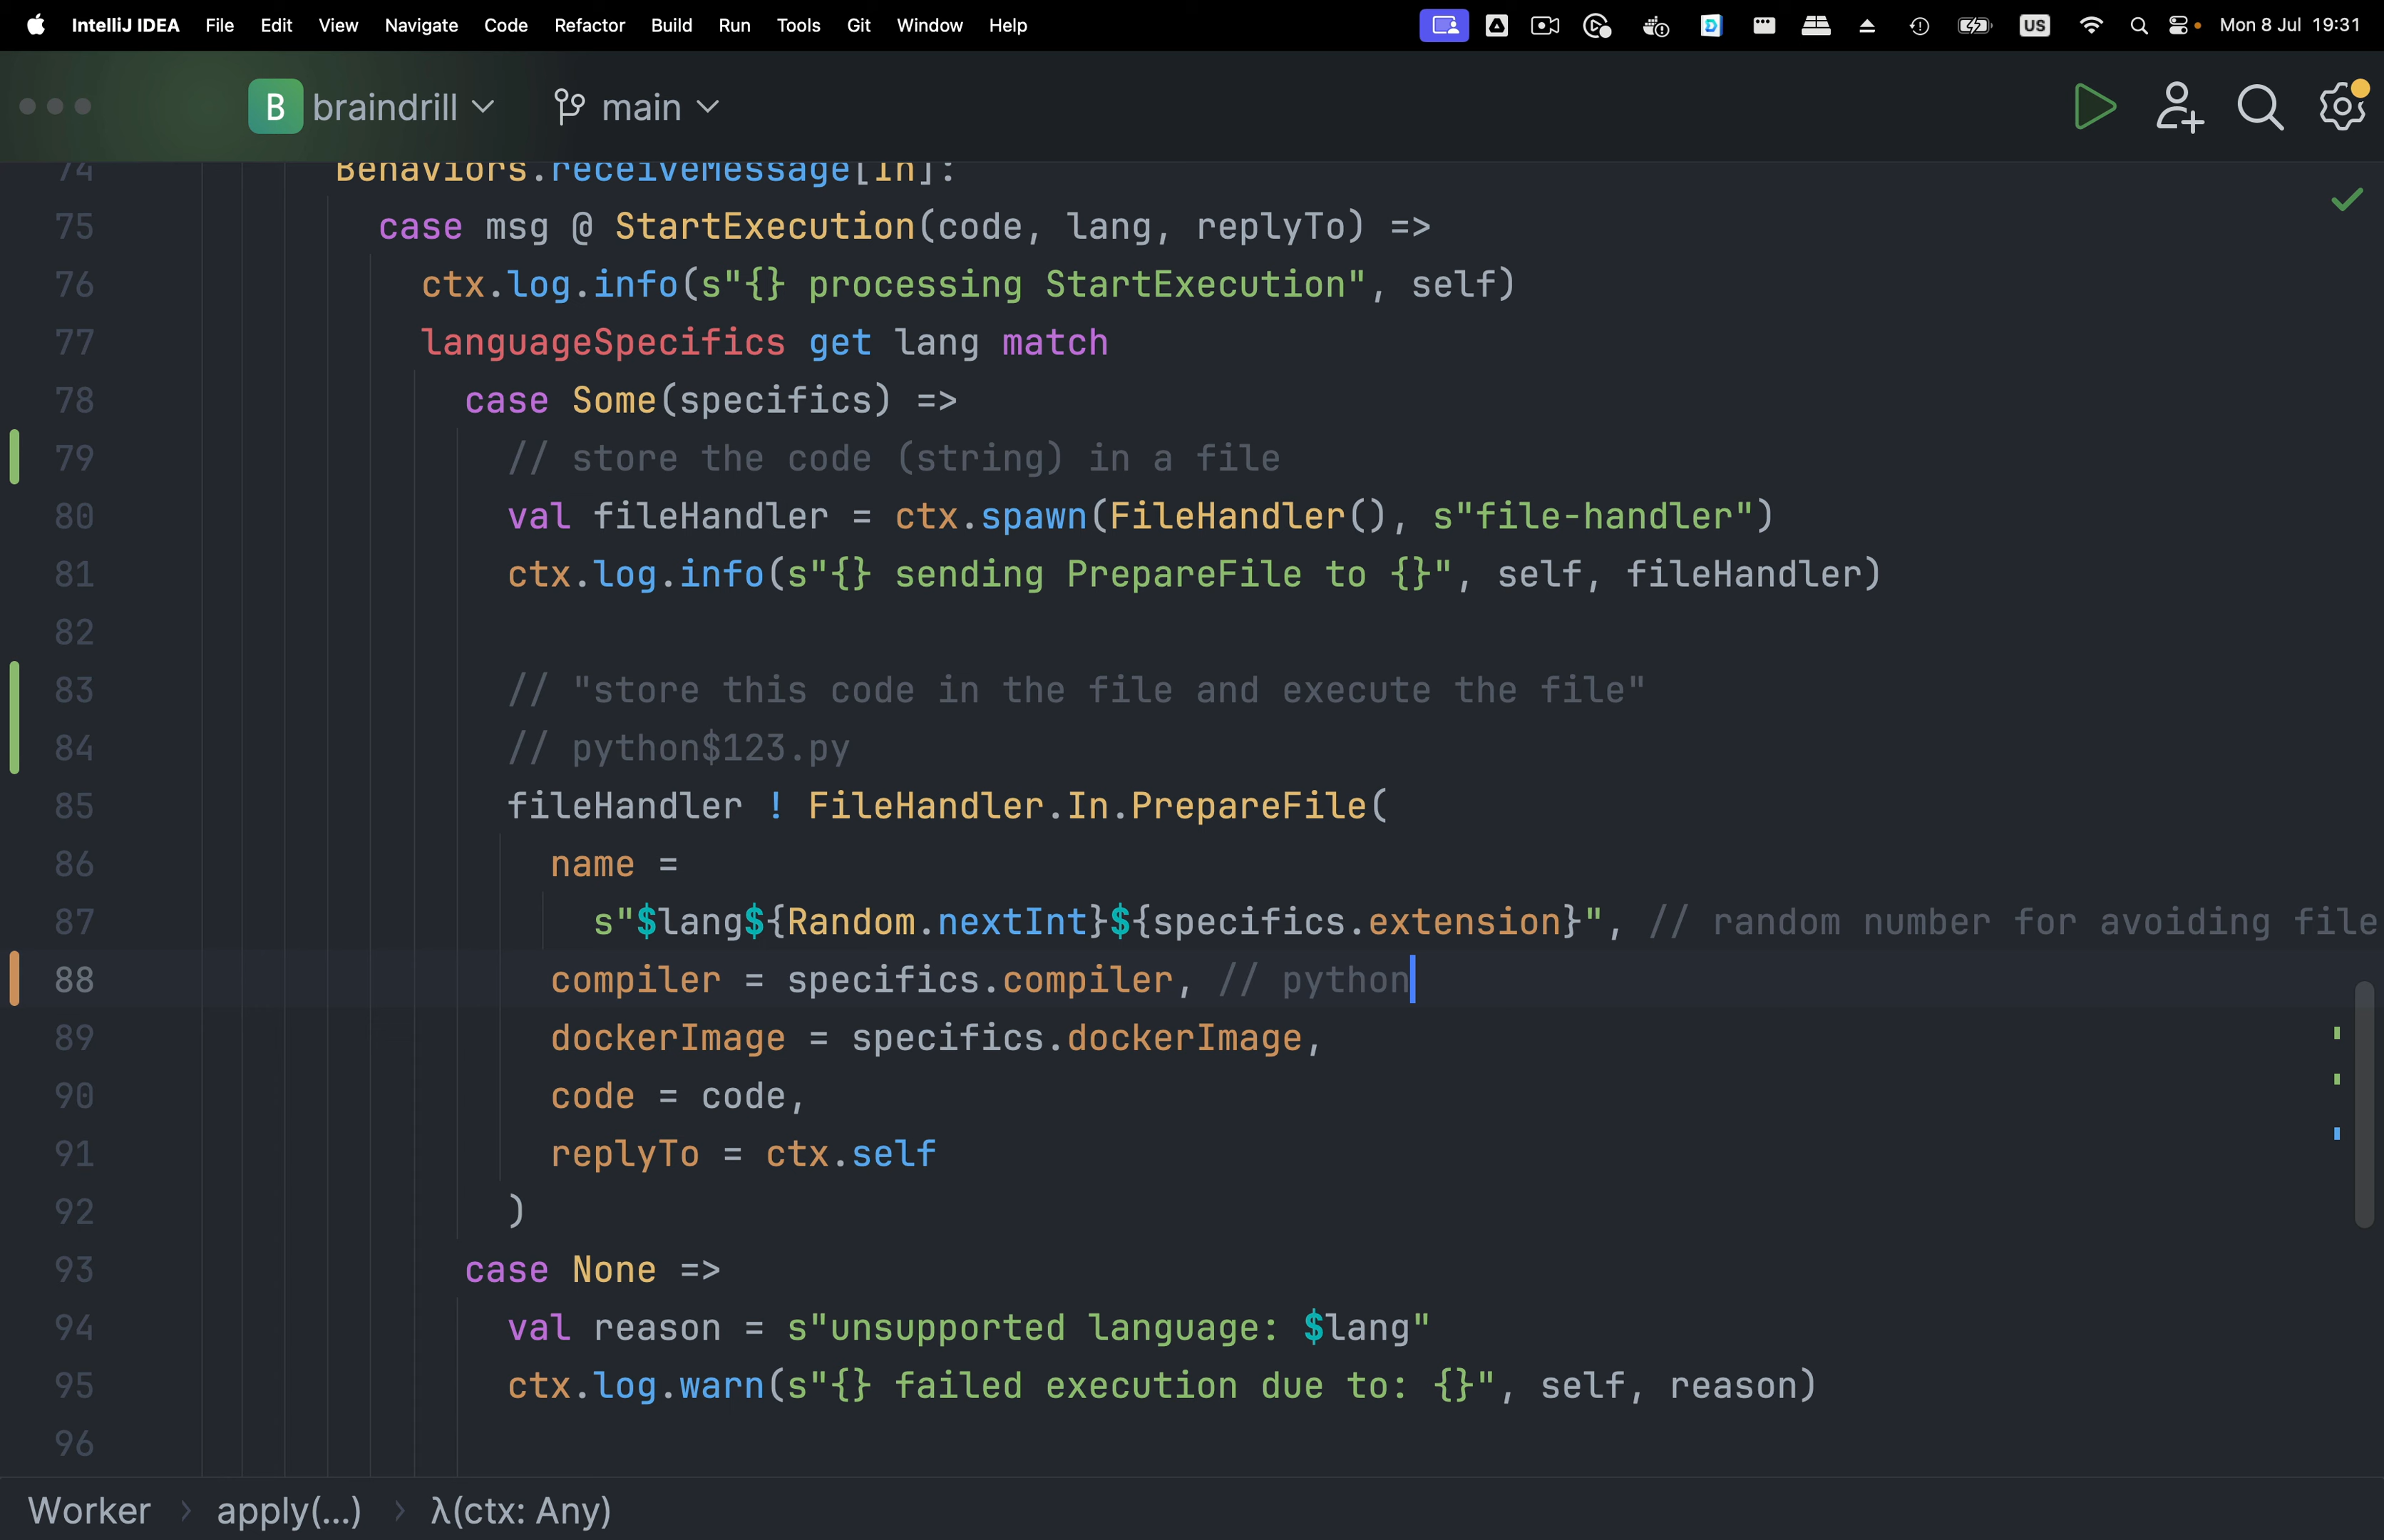 IntelliJ IDEA File Edit View Navigate Code Refactor Build Run Tools Git Window Help US Mon 8 Jul 19:31
B braindrill main
74 Behaviors.receiveMessage[In]:
75 case msg @ StartExecution(code, lang, replyTo) =>
76 ctx.log.info(s"{} processing StartExecution", self)
77 languageSpecifics get lang match
78 case Some(specifics) =>
79 // store the code (string) in a file
80 val fileHandler = ctx.spawn(FileHandler(), s"file-handler")
81 ctx.log.info(s"{} sending PrepareFile to {}", self, fileHandler)
82
83 // "store this code in the file and execute the file"
84 // python$123.py
85 fileHandler ! FileHandler.In.PrepareFile(
86 name =
87 s"$lang${Random.nextInt}${specifics.extension}", // random number for avoiding file
88 compiler = specifics.compiler, // python
89 dockerImage = specifics.dockerImage,
90 code = code,
91 replyTo = ctx.self
92 )
93 case None =>
94 val reason = s"unsupported language: $lang"
95 ctx.log.warn(s"{} failed execution due to: {}", self, reason)
96
Worker > apply(...) > λ(ctx: Any)